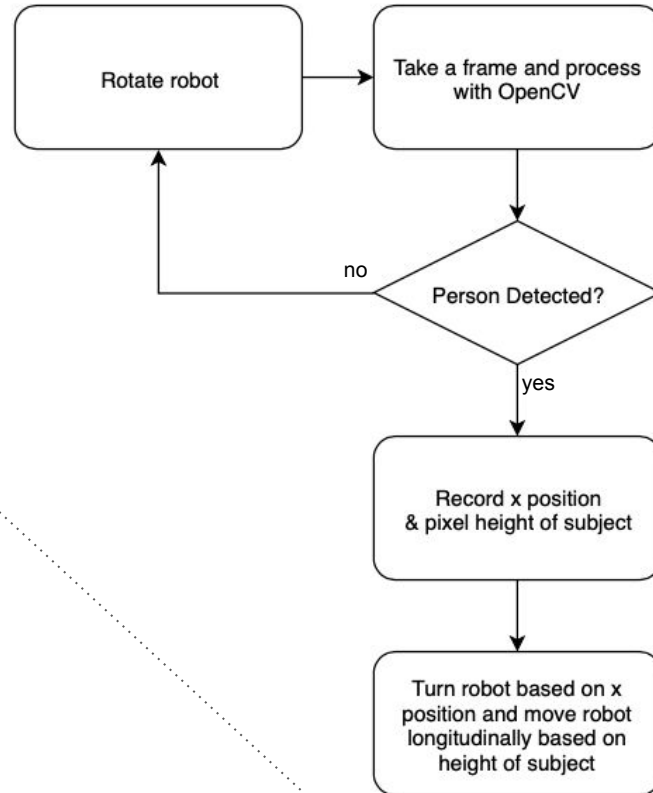 Rotate robot
Take a frame and process
with OpenCV
no
Person Detected?
yes
Record x position
& pixel height of subject
Turn robot based on x
position and move robot
longitudinally based on
height of subject